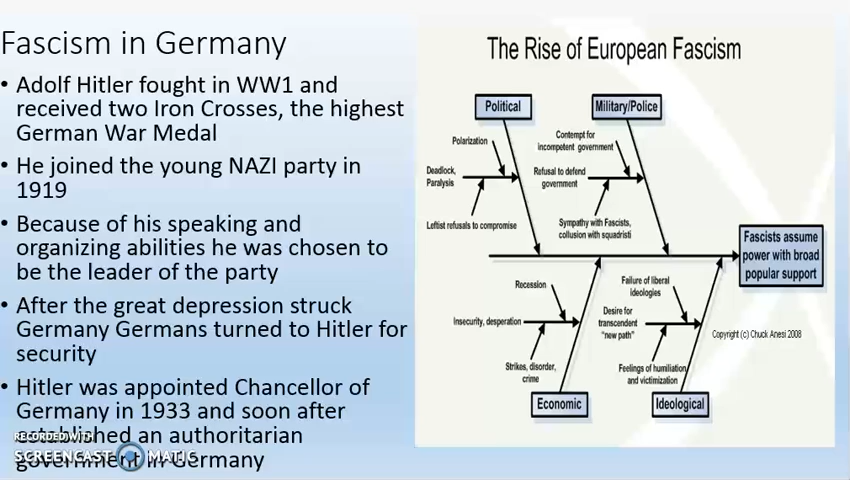 Fascism in Germany
• Adolf Hitler fought in WW1 and
received two Iron Crosses, the highest
German War Medal
• He joined the young NAZI party in
1919
• Because of his speaking and
organizing abilities he was chosen to
be the leader of the party
• After the great depression struck
Germany Germans turned to Hitler for
security
• Hitler was appointed Chancellor of
Germany in 1933 and soon after
established an authoritarian
government in Germany
RECORDED WITH
SCREENCAST MATIC
The Rise of European Fascism
Political
Military/Police
Polarization
Deadlock,
Paralysis
Leftist refusals to compromise
Contempt for
incompetent government
Refusal to defend
government
Sympathy with Fascists,
collusion with squadristi
Fascists assume
power with broad
popular support
Recession
Insecurity, desperation
Strikes, disorder,
crime
Failure of liberal
ideologies
Desire for
transcendent
"new path"
Feelings of humiliation
and victimization
Copyright (c) Chuck Anesi 2008
Economic
Ideological